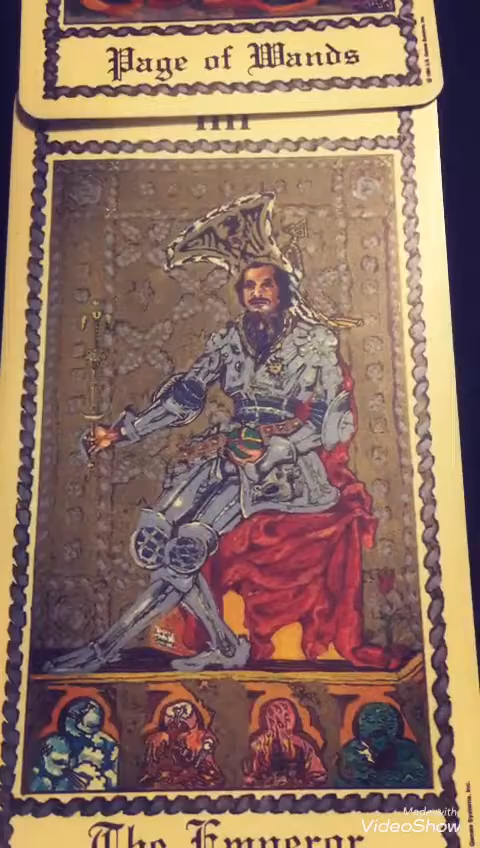 Page of Wands
IIII
The Emperor
Made with
VideoShow